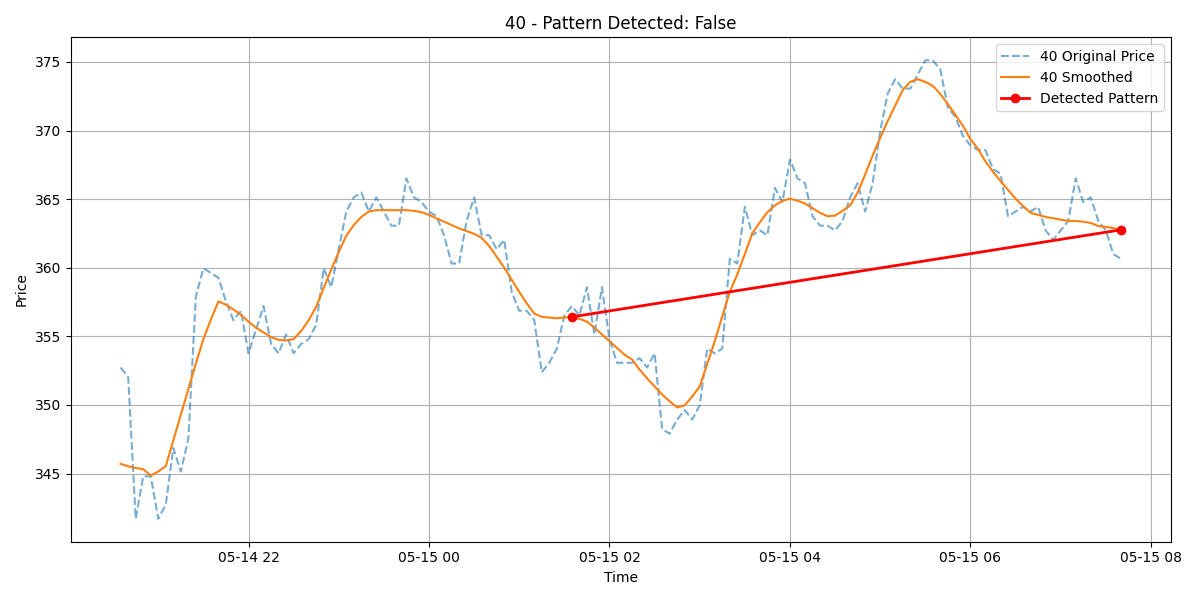 40 - Pattern Detected: False
40 Original Price
40 Smoothed
Detected Pattern
Price
375
370
365
360
355
350
345
05-14 22
05-15 00
05-15 02
05-15 04
05-15 06
05-15 08
Time